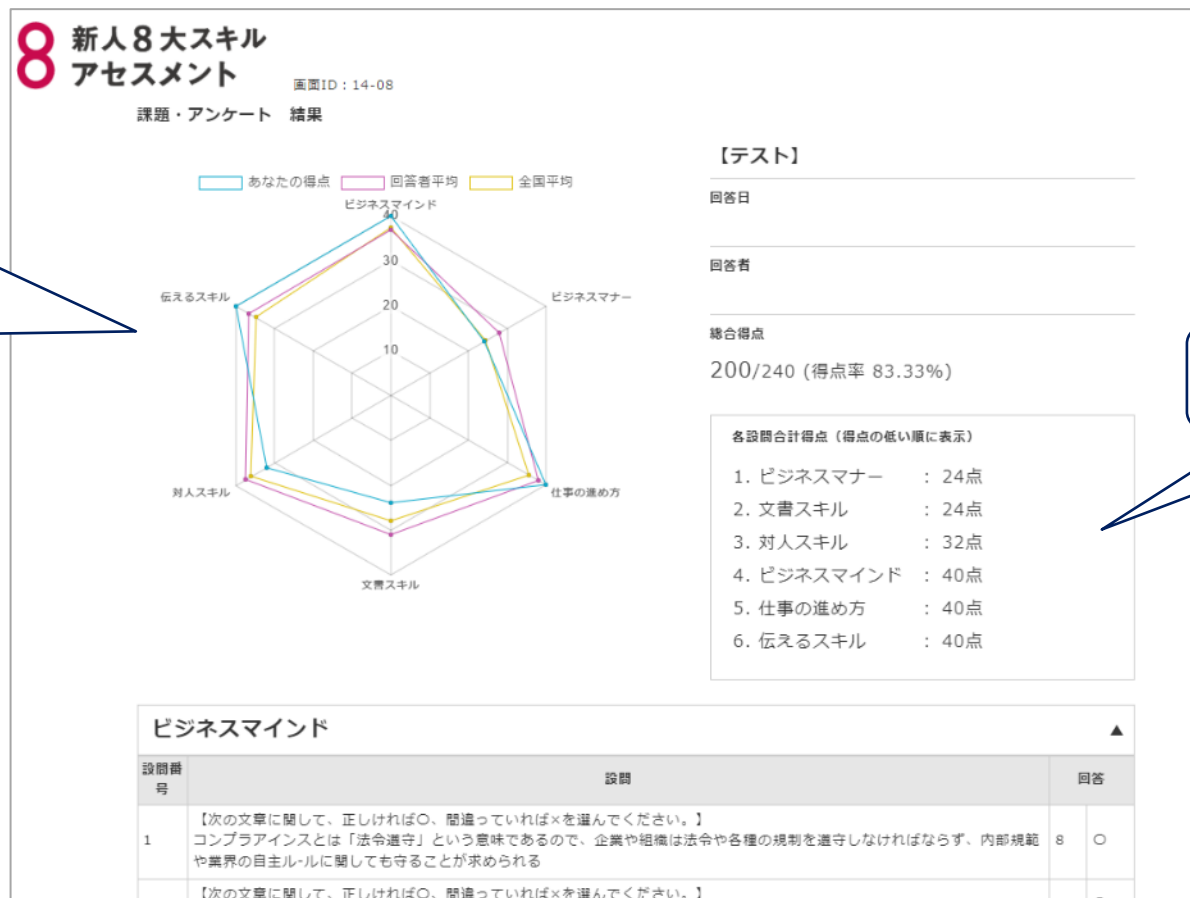 8 新人8大スキル
アセスメント
画面ID：14-08
課題・アンケート 結果
あなたの得点 回答者平均 全国平均
ビジネスマインド
40
30
20
10
ビジネスマナー
仕事の進め方
文書スキル
対人スキル
伝えるスキル
【テスト】
回答日
回答者
総合得点
200/240 (得点率 83.33%)
各設問合計得点（得点の低い順に表示）
1. ビジネスマナー ： 24点
2. 文書スキル ： 24点
3. 対人スキル ： 32点
4. ビジネスマインド ： 40点
5. 仕事の進め方 ： 40点
6. 伝えるスキル ： 40点
ビジネスマインド ▲
設問番号 設問 回答
1
【次の文章に関して、正しければ〇、間違っていれば×を選んでください。】
コンプラアインスとは「法令遵守」という意味であるので、企業や組織は法令や各種の規制を遵守しなければならず、内部規範
や業界の自主ル-ルに関しても守ることが求められる
8 〇
【次の文章に関して、正しければ〇、間違っていれば×を選んでください。】